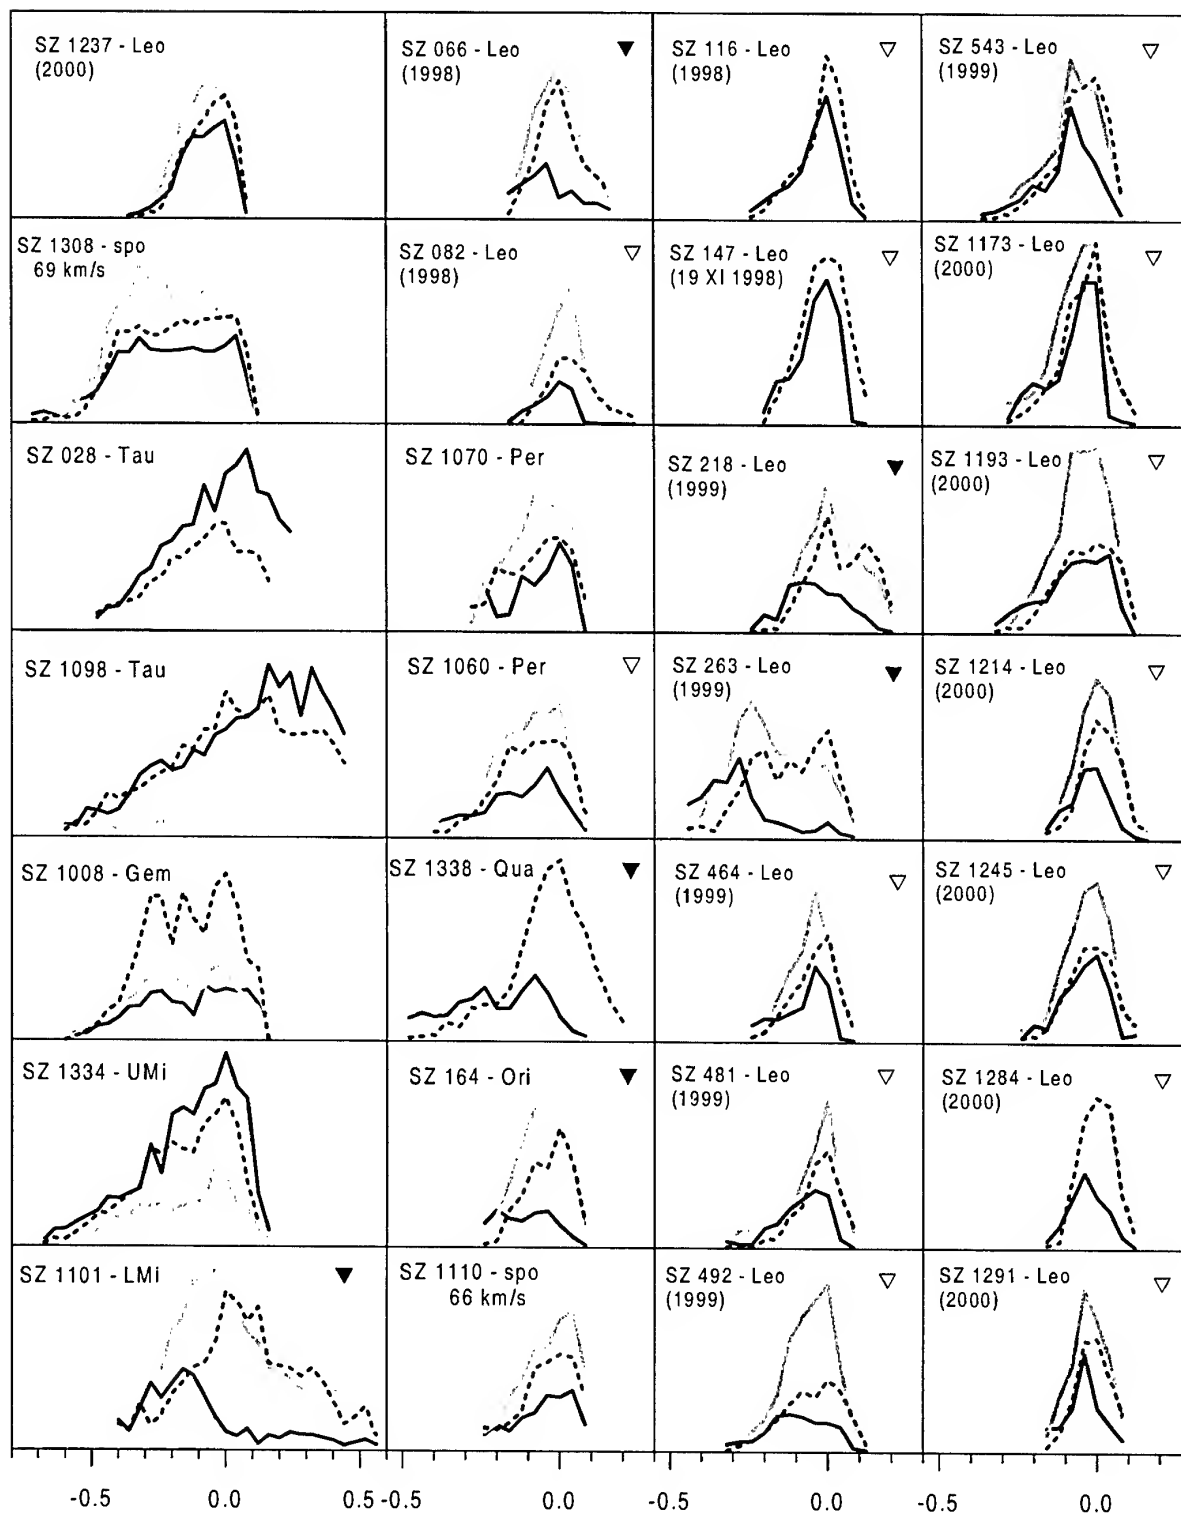 SZ 1237 - Leo
(2000)
SZ 066 - Leo
(1998)
SZ 116 - Leo
(1998)
SZ 543 - Leo
(1999)
SZ 1308 - spo
69 km/s
SZ 082 - Leo
(1998)
SZ 147 - Leo
(19 XI 1998)
SZ 1173 - Leo
(2000)
SZ 028 - Tau
SZ 1070 - Per
SZ 218 - Leo
(1999)
SZ 1193 - Leo
(2000)
SZ 1098 - Tau
SZ 1060 - Per
SZ 263 - Leo
(1999)
SZ 1214 - Leo
(2000)
SZ 1008 - Gem
SZ 1338 - Qua
SZ 464 - Leo
(1999)
SZ 1245 - Leo
(2000)
SZ 1334 - UMi
SZ 164 - Ori
SZ 481 - Leo
(1999)
SZ 1284 - Leo
(2000)
SZ 1101 - LMi
SZ 1110 - spo
66 km/s
SZ 492 - Leo
(1999)
SZ 1291 - Leo
(2000)
-0.5 0.0 0.5 -0.5 0.0 -0.5 0.0 -0.5 0.0